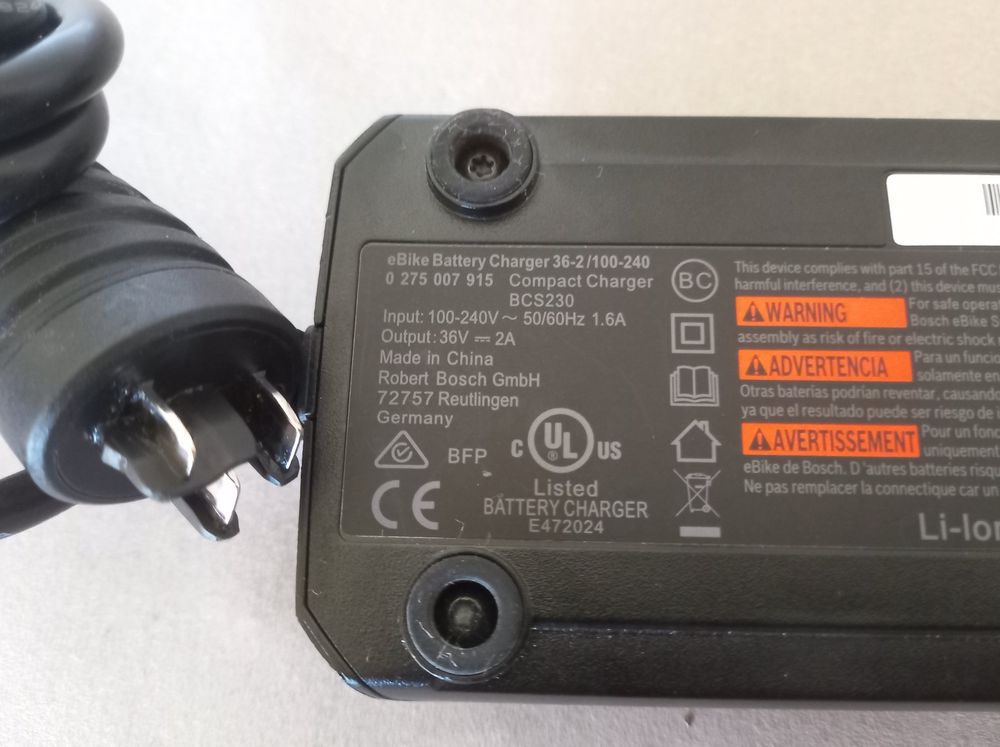 eBike Battery Charger 36-2/100-240
0 275 007 915 Compact Charger
BCS230
Input: 100-240V ~ 50/60Hz 1.6A
Output: 36V ⎓ 2A
Made in China
Robert Bosch GmbH
72757 Reutlingen
Germany
BFP
CE
C UL ® US
Listed
BATTERY CHARGER
E472024
BC
This device complies with part 15 of the FCC
harmful interference, and (2) this device must
WARNING
For safe opera
Bosch eBike S
assembly as risk of fire or electric shock
ADVERTENCIA
Para un funcio
solamente en
Otras baterías podrían reventar, causando
ya que el resultado puede ser riesgo de
AVERTISSEMENT
Pour un fonc
uniquement
eBike de Bosch. D'autres batteries risqu
Ne pas remplacer la connectique car un
Li-Ion